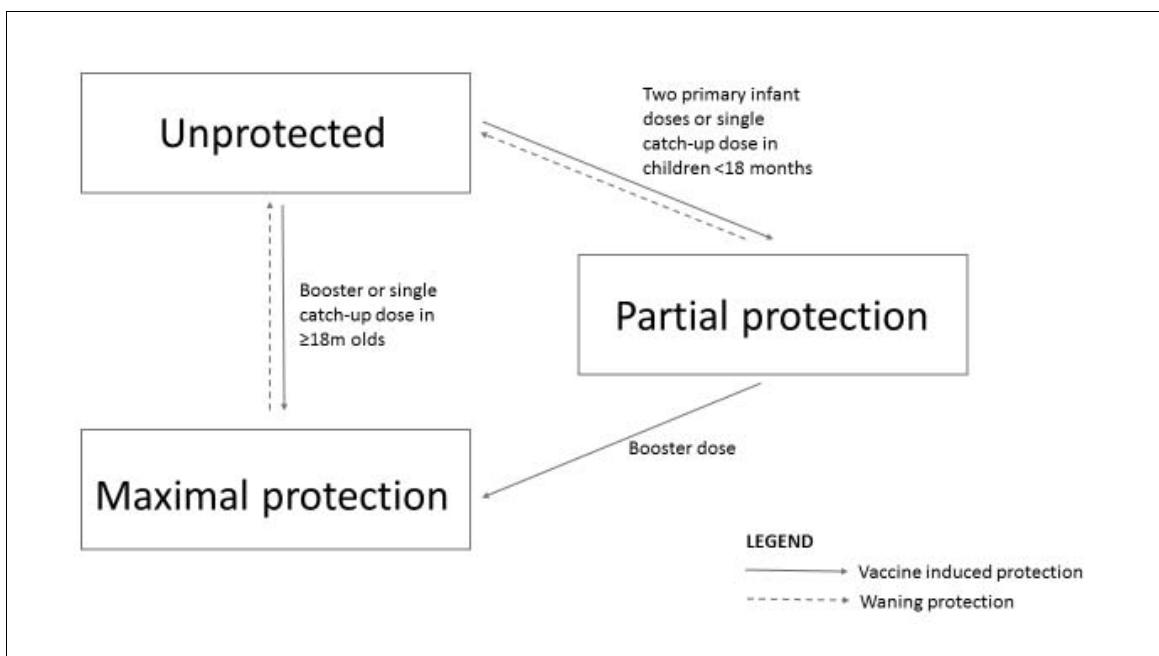 Unprotected
Two primary infant
doses or single
catch-up dose in
children <18 months
Booster or single
catch-up dose in
≥18m olds
Partial protection
Maximal protection
Booster dose
LEGEND
Vaccine induced protection
Waning protection